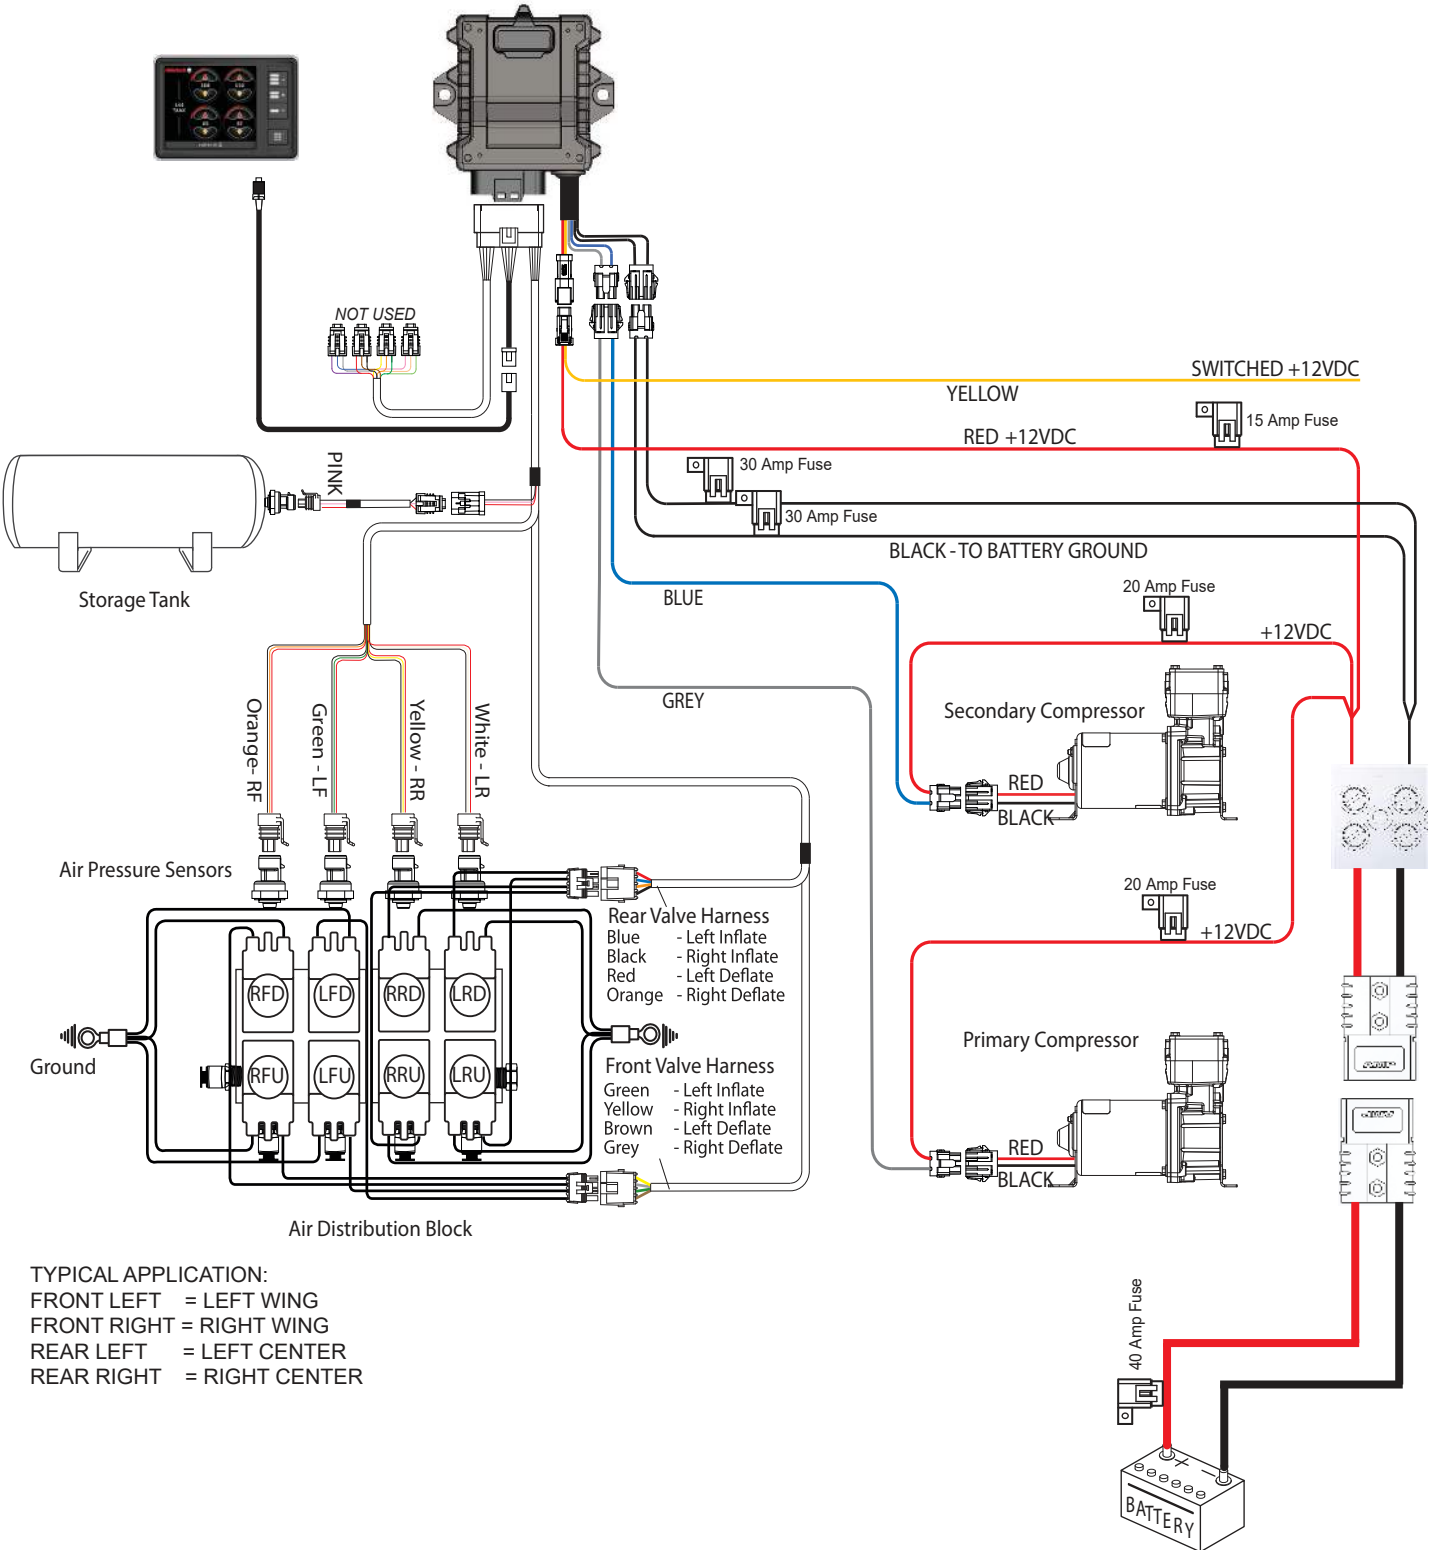 NOT USED
SWITCHED +12VDC
YELLOW
15 Amp Fuse
RED +12VDC
30 Amp Fuse
30 Amp Fuse
PINK
BLACK - TO BATTERY GROUND
Storage Tank
BLUE
20 Amp Fuse
+12VDC
GREY
Secondary Compressor
Orange- RF
Green - LF
Yellow - RR
White - LR
RED
BLACK
Air Pressure Sensors
20 Amp Fuse
+12VDC
Rear Valve Harness
Blue - Left Inflate
Black - Right Inflate
Red - Left Deflate
Orange - Right Deflate
RFD
LFD
RRD
LRD
Ground
Primary Compressor
AMP
RFU
LFU
RRU
LRU
Front Valve Harness
Green - Left Inflate
Yellow - Right Inflate
Brown - Left Deflate
Grey - Right Deflate
AMP
RED
BLACK
Air Distribution Block
TYPICAL APPLICATION:
FRONT LEFT = LEFT WING
FRONT RIGHT = RIGHT WING
REAR LEFT = LEFT CENTER
REAR RIGHT = RIGHT CENTER
40 Amp Fuse
+ −
BATTERY